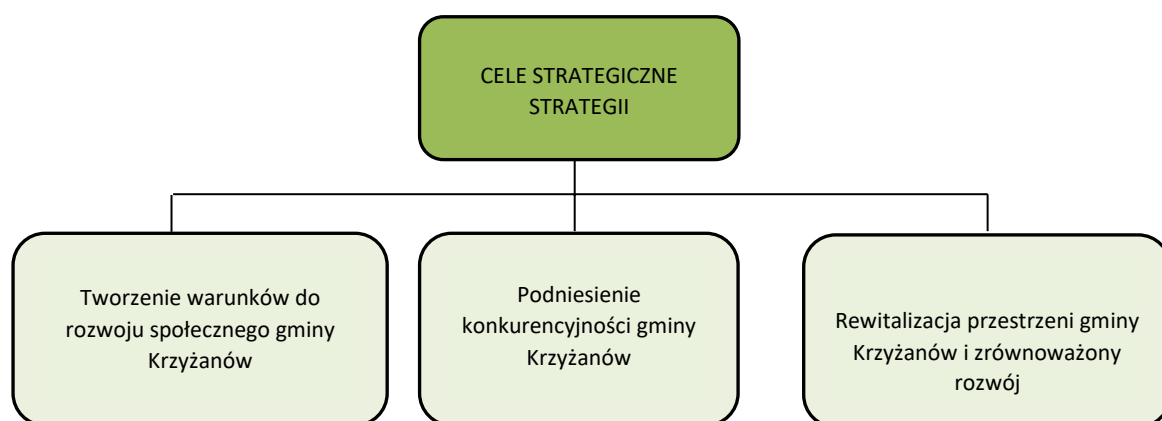 CELE STRATEGICZNE
STRATEGII
Tworzenie warunków do
rozwoju społecznego gminy
Krzyżanów
Podniesienie
konkurencyjności gminy
Krzyżanów
Rewitalizacja przestrzeni gminy
Krzyżanów i zrównoważony
rozwój